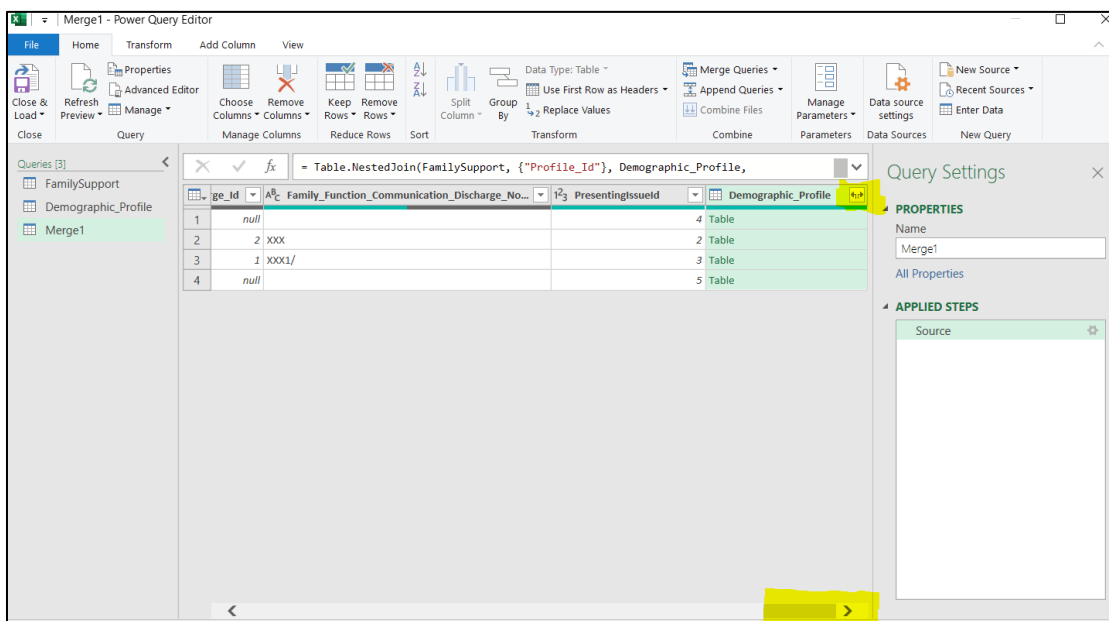 Merge1 - Power Query Editor
File Home Transform Add Column View
Close & Load
Refresh Preview
Properties
Advanced Editor
Manage
Choose Columns
Remove Columns
Keep Rows
Remove Rows
Split Column
Group By
Data Type: Table
Use First Row as Headers
Replace Values
Merge Queries
Append Queries
Combine Files
Manage Parameters
Data source settings
New Source
Recent Sources
Enter Data
Close Query Manage Columns Reduce Rows Sort Transform Combine Parameters Data Sources New Query
Queries [3]
FamilySupport
Demographic_Profile
Merge1
fx = Table.NestedJoin(FamilySupport, {"Profile_Id"}, Demographic_Profile,
ge_Id ABC Family_Function_Communication_Discharge_No... 123 PresentingIssueId Demographic_Profile
1 null 4 Table
2 2 XXX 2 Table
3 1 XXX1/ 3 Table
4 null 5 Table
Query Settings
PROPERTIES
Name
Merge1
All Properties
APPLIED STEPS
Source